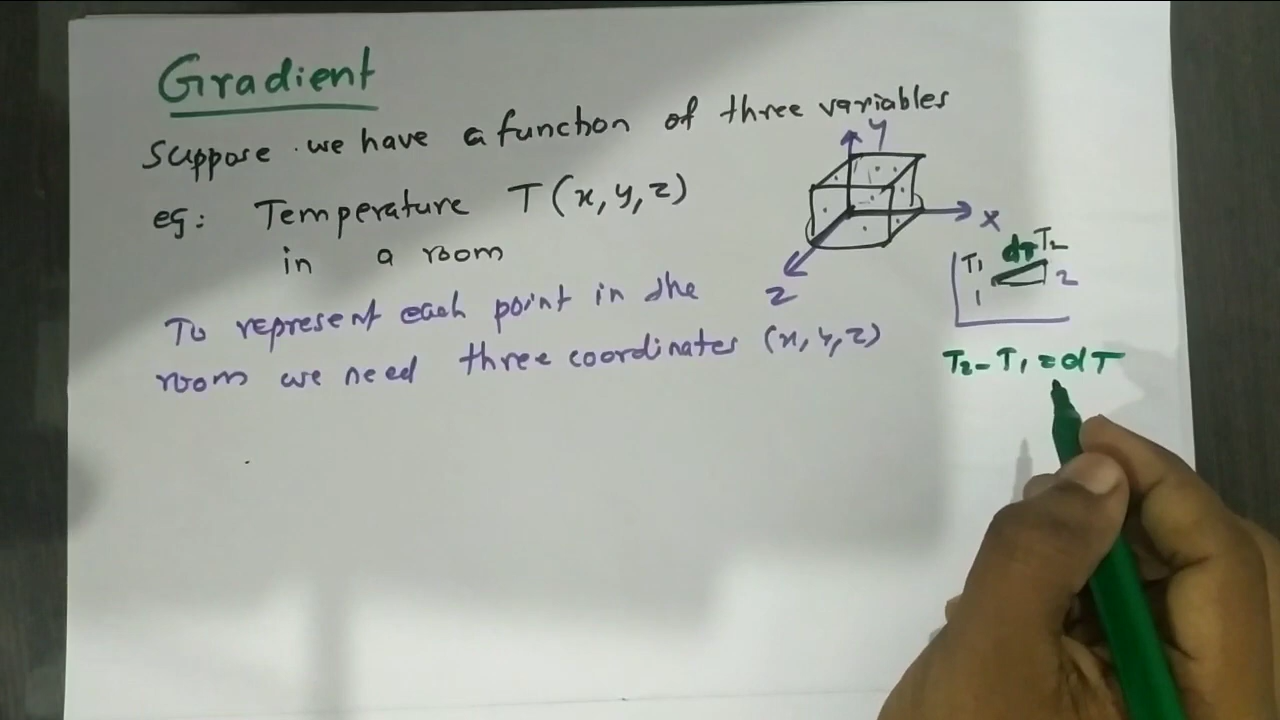 Gradient
Suppose we have a function of three variables
eg: Temperature T(x,y,z)
in a room
To represent each point in the
room we need three coordinates (x,y,z)
Y
X
Z
T₁ T₂
1 2
T₂-T₁=dT